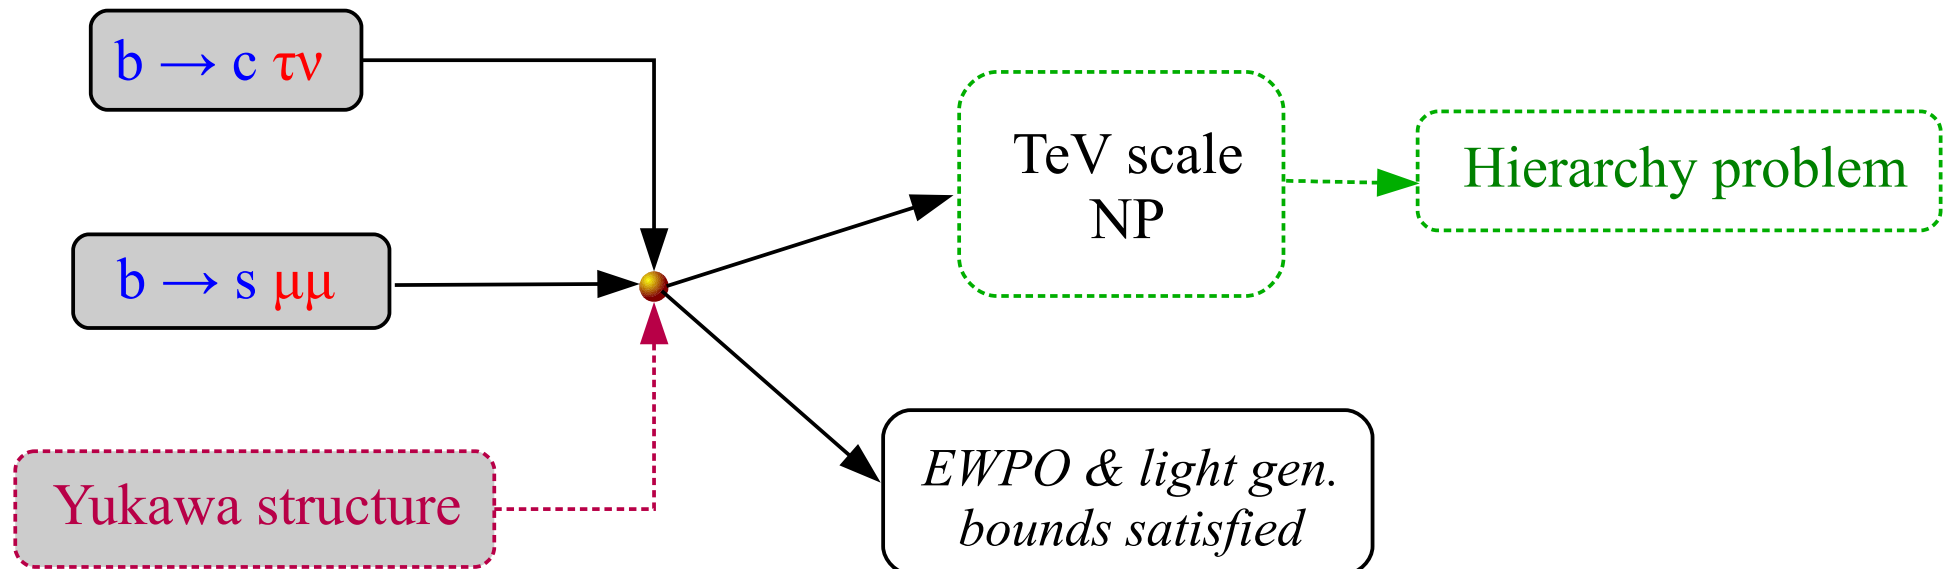 b → c τν
b → s μμ
Yukawa structure
TeV scale
NP
Hierarchy problem
EWPO & light gen.
bounds satisfied